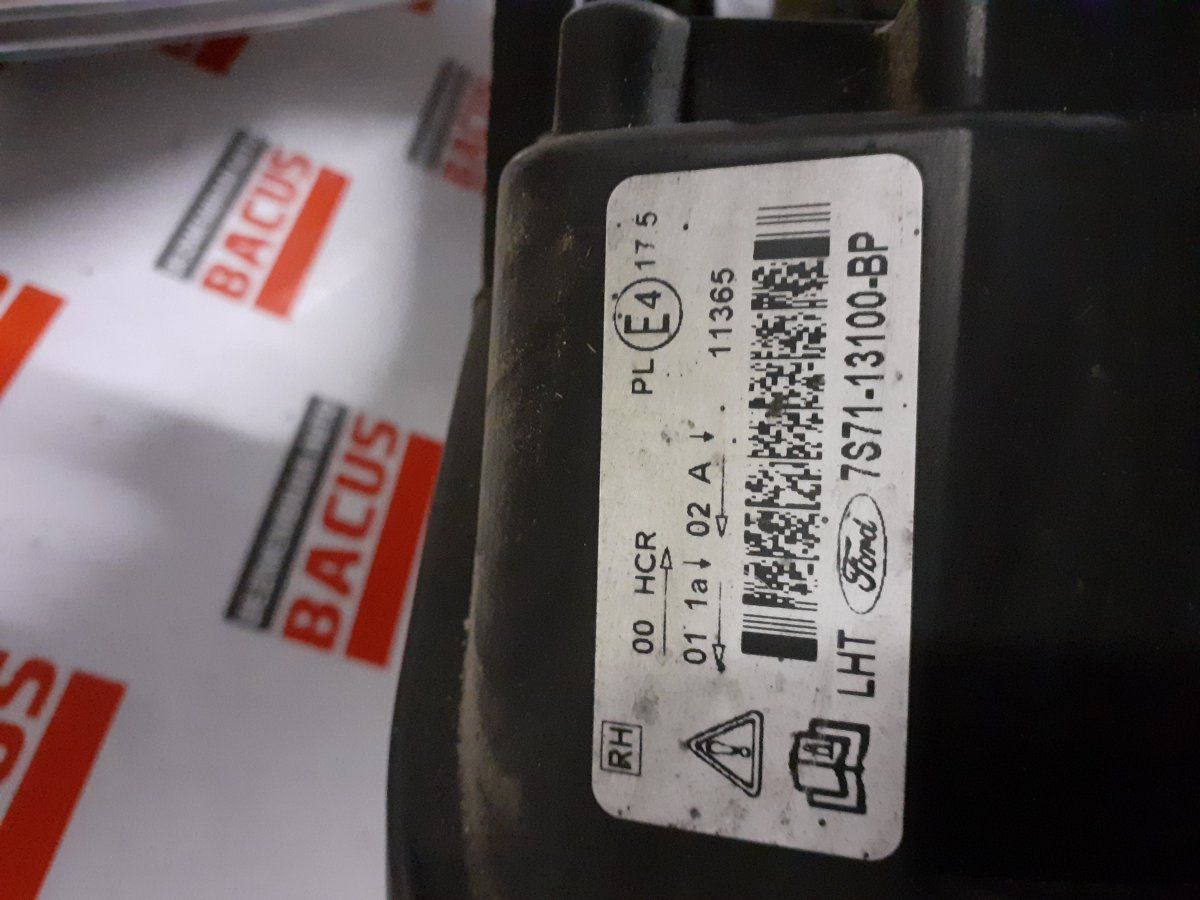 RH
00 HCR
PL E4 17 5
01 1a 02 A
11365
LHT Ford 7S71-13100-BP
BACUS
BACUS
BACUS
BACUS